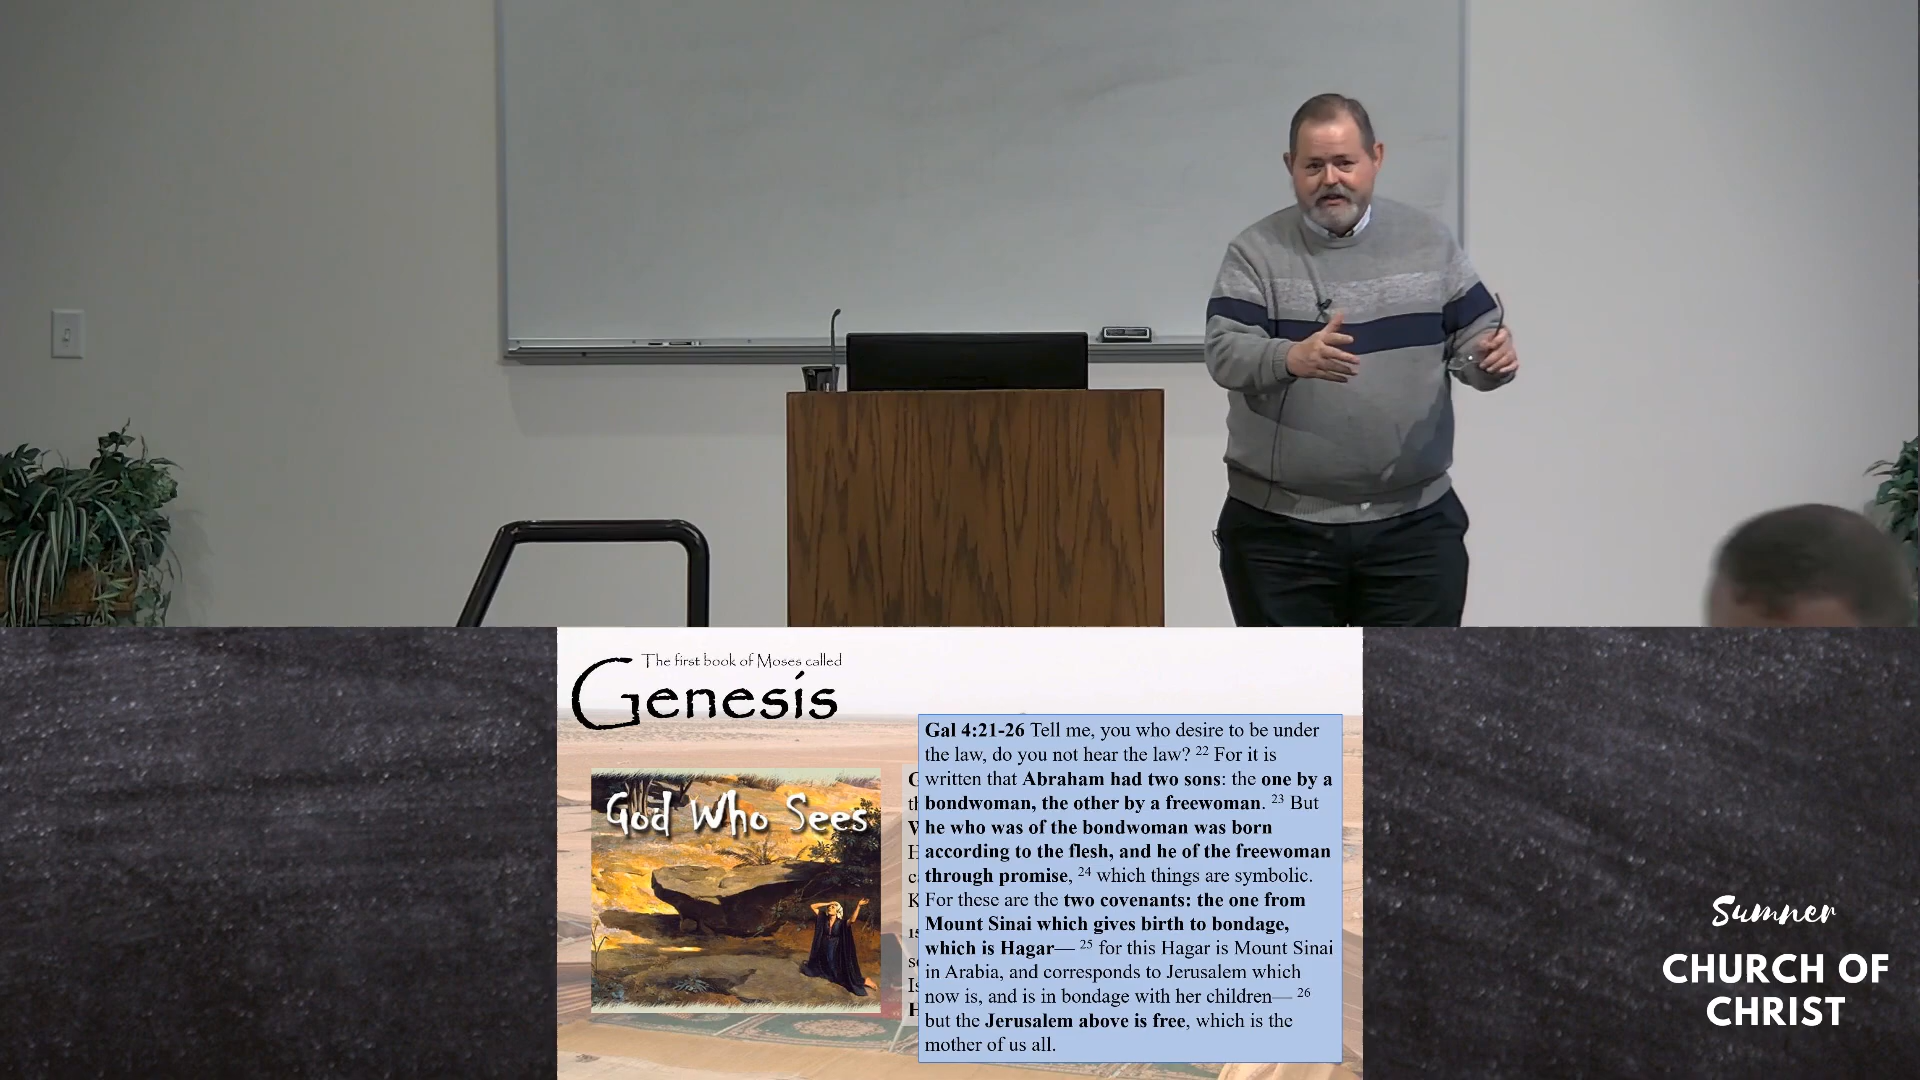 The first book of Moses called
Genesis
God Who Sees
Gal 4:21-26 Tell me, you who desire to be under
the law, do you not hear the law? 22 For it is
written that Abraham had two sons: the one by a
bondwoman, the other by a freewoman. 23 But
he who was of the bondwoman was born
according to the flesh, and he of the freewoman
through promise, 24 which things are symbolic.
For these are the two covenants: the one from
Mount Sinai which gives birth to bondage,
which is Hagar— 25 for this Hagar is Mount Sinai
in Arabia, and corresponds to Jerusalem which
now is, and is in bondage with her children— 26
but the Jerusalem above is free, which is the
mother of us all.
Sumner
CHURCH OF
CHRIST